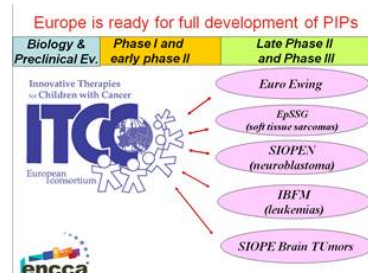 Europe is ready for full development of PIPs
Biology &
Preclinical Ev.
Phase I and
early phase II
Late Phase II
and Phase III
Innovative Therapies
for Children with Cancer
ITCC
European
consortium
Euro Ewing
EpSSG
(soft tissue sarcomas)
SIOPEN
(neuroblastoma)
IBFM
(leukemias)
SIOPE Brain TUmors
encca